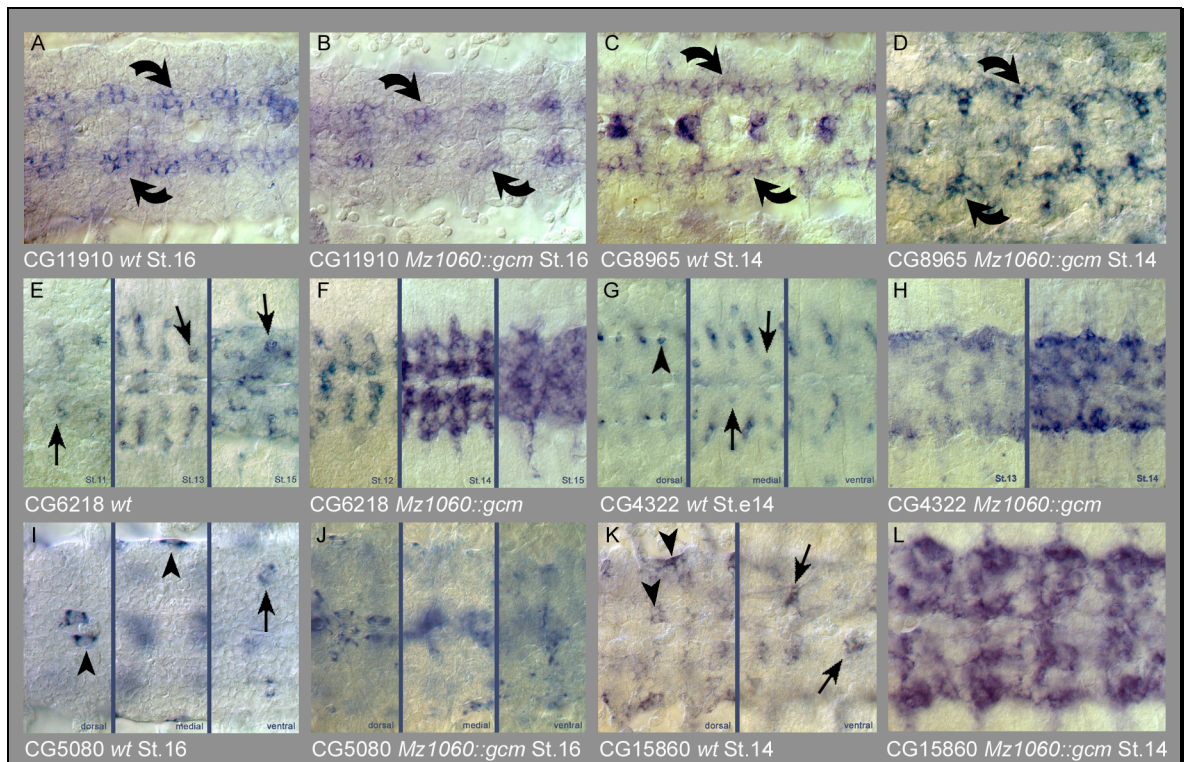 A
B
C
D
CG11910 wt St.16
CG11910 Mz1060::gcm St.16
CG8965 wt St.14
CG8965 Mz1060::gcm St.14
E
F
G
H
St.11
St.13
St.15
St.12
St.14
St.15
dorsal
medial
ventral
St.13
St.14
CG6218 wt
CG6218 Mz1060::gcm
CG4322 wt St.e14
CG4322 Mz1060::gcm
I
J
K
L
dorsal
medial
ventral
dorsal
medial
ventral
dorsal
ventral
CG5080 wt St.16
CG5080 Mz1060::gcm St.16
CG15860 wt St.14
CG15860 Mz1060::gcm St.14